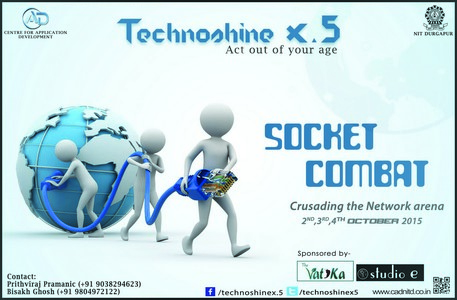 CENTRE FOR APPLICATION
DEVELOPMENT
Technoshine x.5
Act out of your age
NIT DURGAPUR
SOCKET
COMBAT
Crusading the Network arena
2ND,3RD,4TH OCTOBER 2015
Sponsored by-
Vatika
studio e
Contact:
Prithviraj Pramanic (+91 9038294623)
Bisakh Ghosh (+91 9804972122)
/technoshinex.5
/technoshinex5
www.cadnitd.co.in